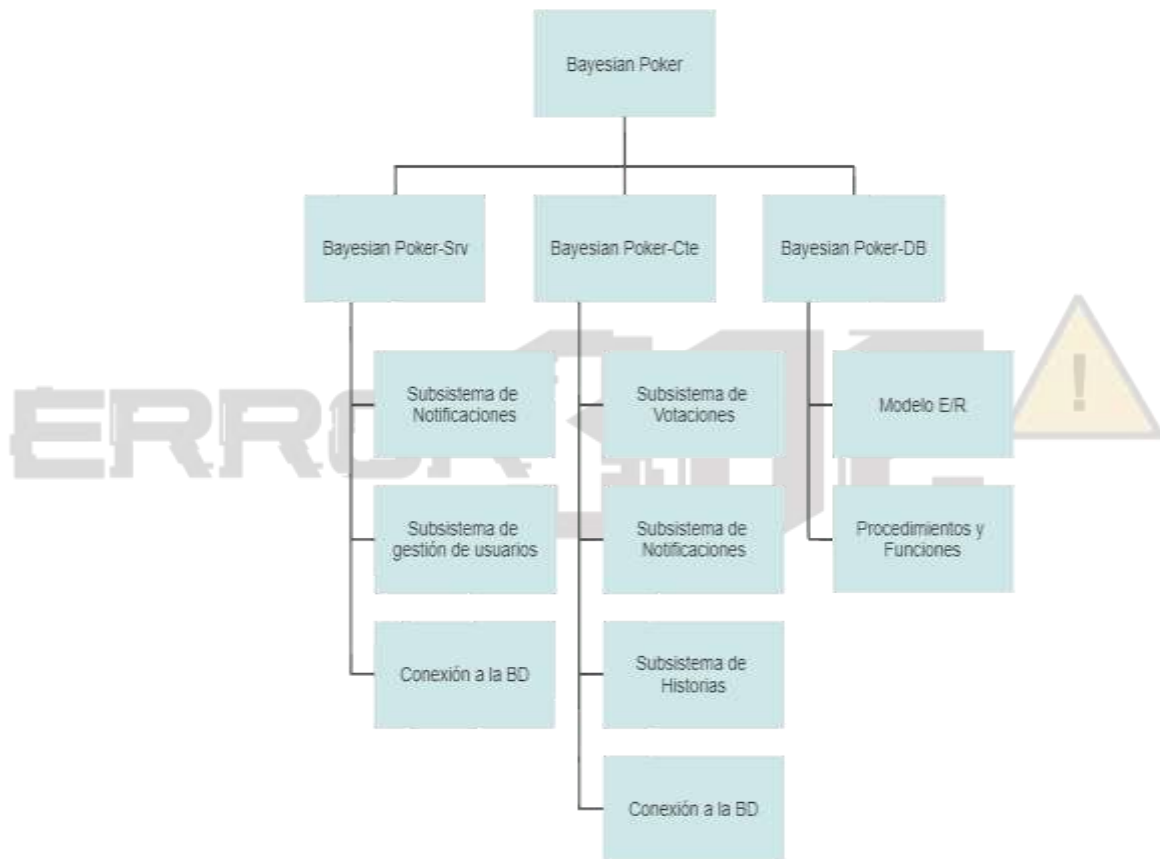 Bayesian Poker
Bayesian Poker-Srv
Bayesian Poker-Cte
Bayesian Poker-DB
Subsistema de
Notificaciones
Subsistema de
gestión de usuarios
Conexión a la BD
Subsistema de
Votaciones
Subsistema de
Notificaciones
Subsistema de
Historias
Conexión a la BD
Modelo E/R
Procedimientos y
Funciones
ERROR
!